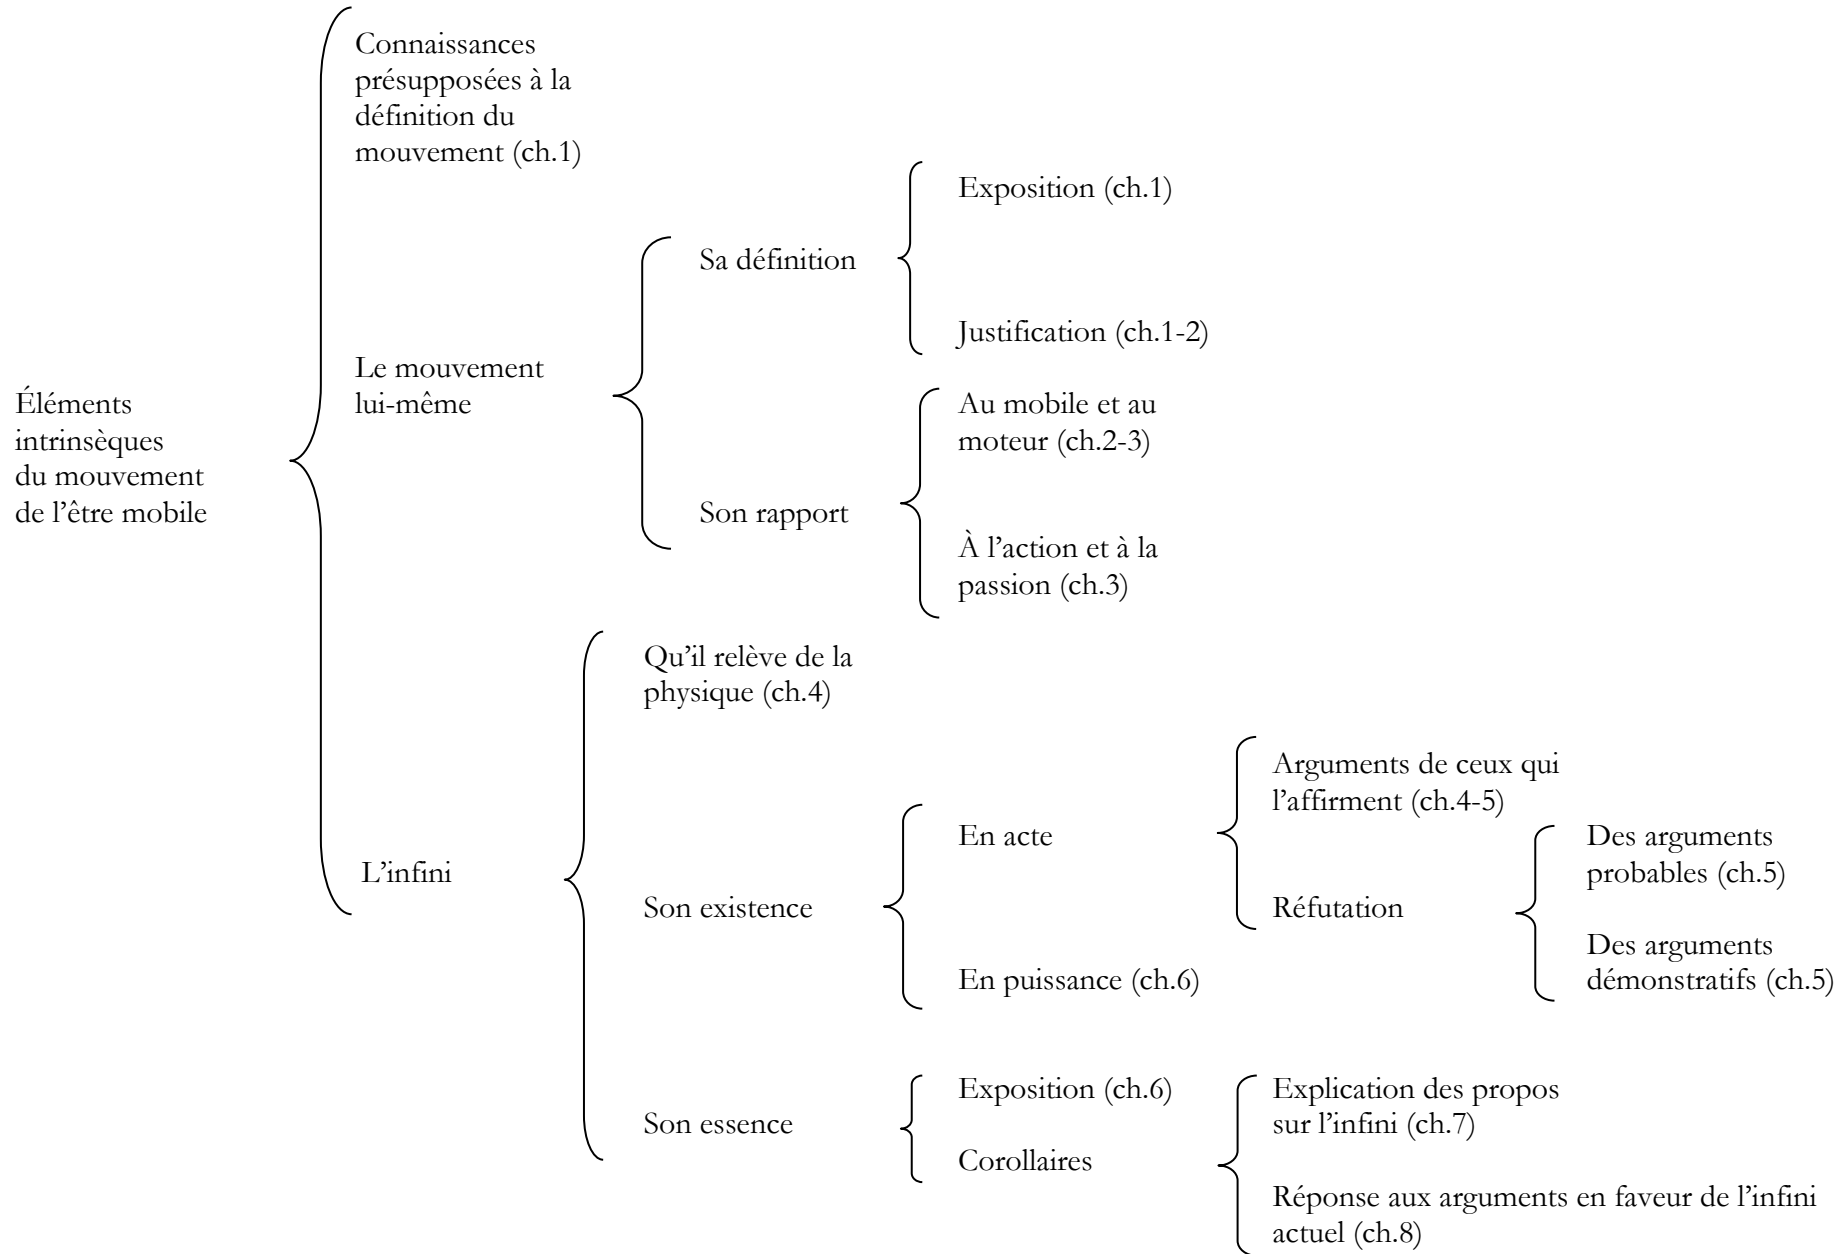 Connaissances
présupposées à la
définition du
mouvement (ch.1)
Exposition (ch.1)
Sa définition
Justification (ch.1-2)
Le mouvement
lui-même
Éléments
intrinsèques
du mouvement
de l’être mobile
Au mobile et au
moteur (ch.2-3)
Son rapport
À l’action et à la
passion (ch.3)
Qu’il relève de la
physique (ch.4)
Arguments de ceux qui
l’affirment (ch.4-5)
En acte
Des arguments
probables (ch.5)
L’infini
Son existence
Réfutation
Des arguments
démonstratifs (ch.5)
En puissance (ch.6)
Exposition (ch.6)
Explication des propos
sur l’infini (ch.7)
Son essence
Corollaires
Réponse aux arguments en faveur de l’infini
actuel (ch.8)